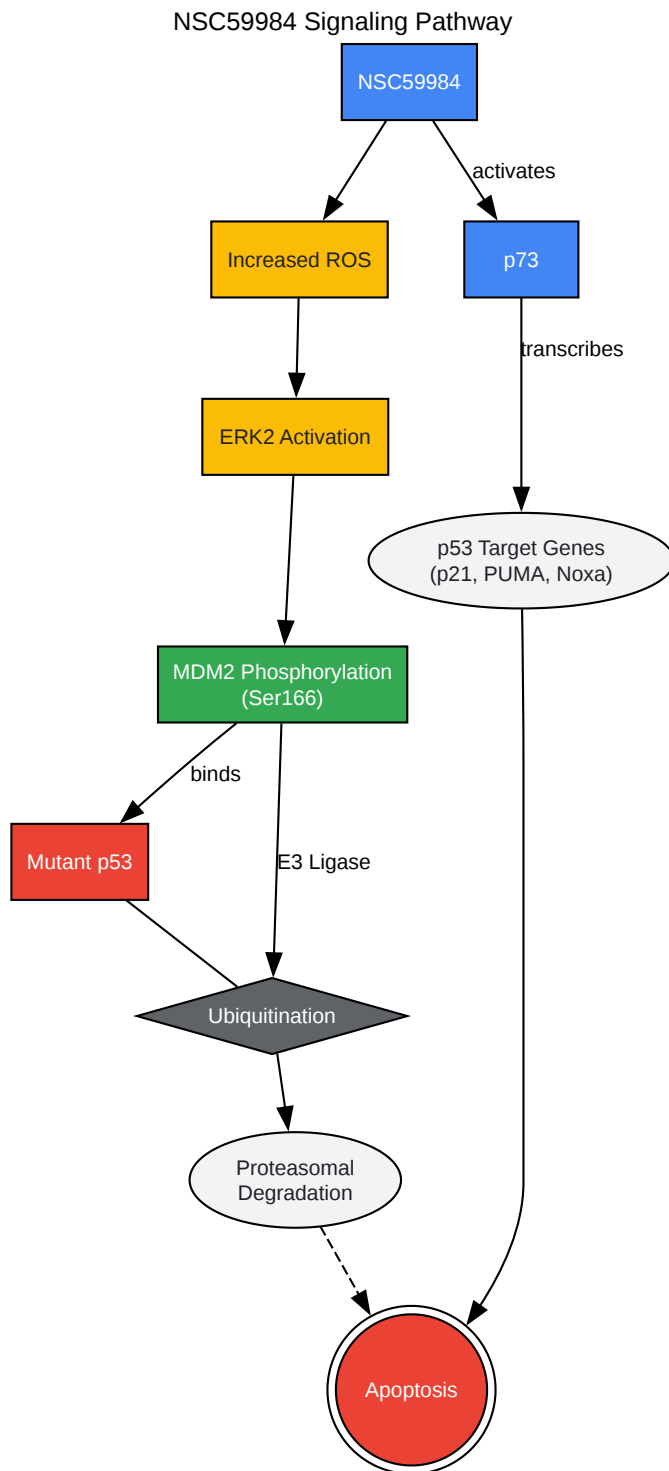 NSC59984 Signaling Pathway
NSC59984
activates
Increased ROS
p73
transcribes
ERK2 Activation
p53 Target Genes
(p21, PUMA, Noxa)
MDM2 Phosphorylation
(Ser166)
binds
Mutant p53
E3 Ligase
Ubiquitination
Proteasomal
Degradation
Apoptosis